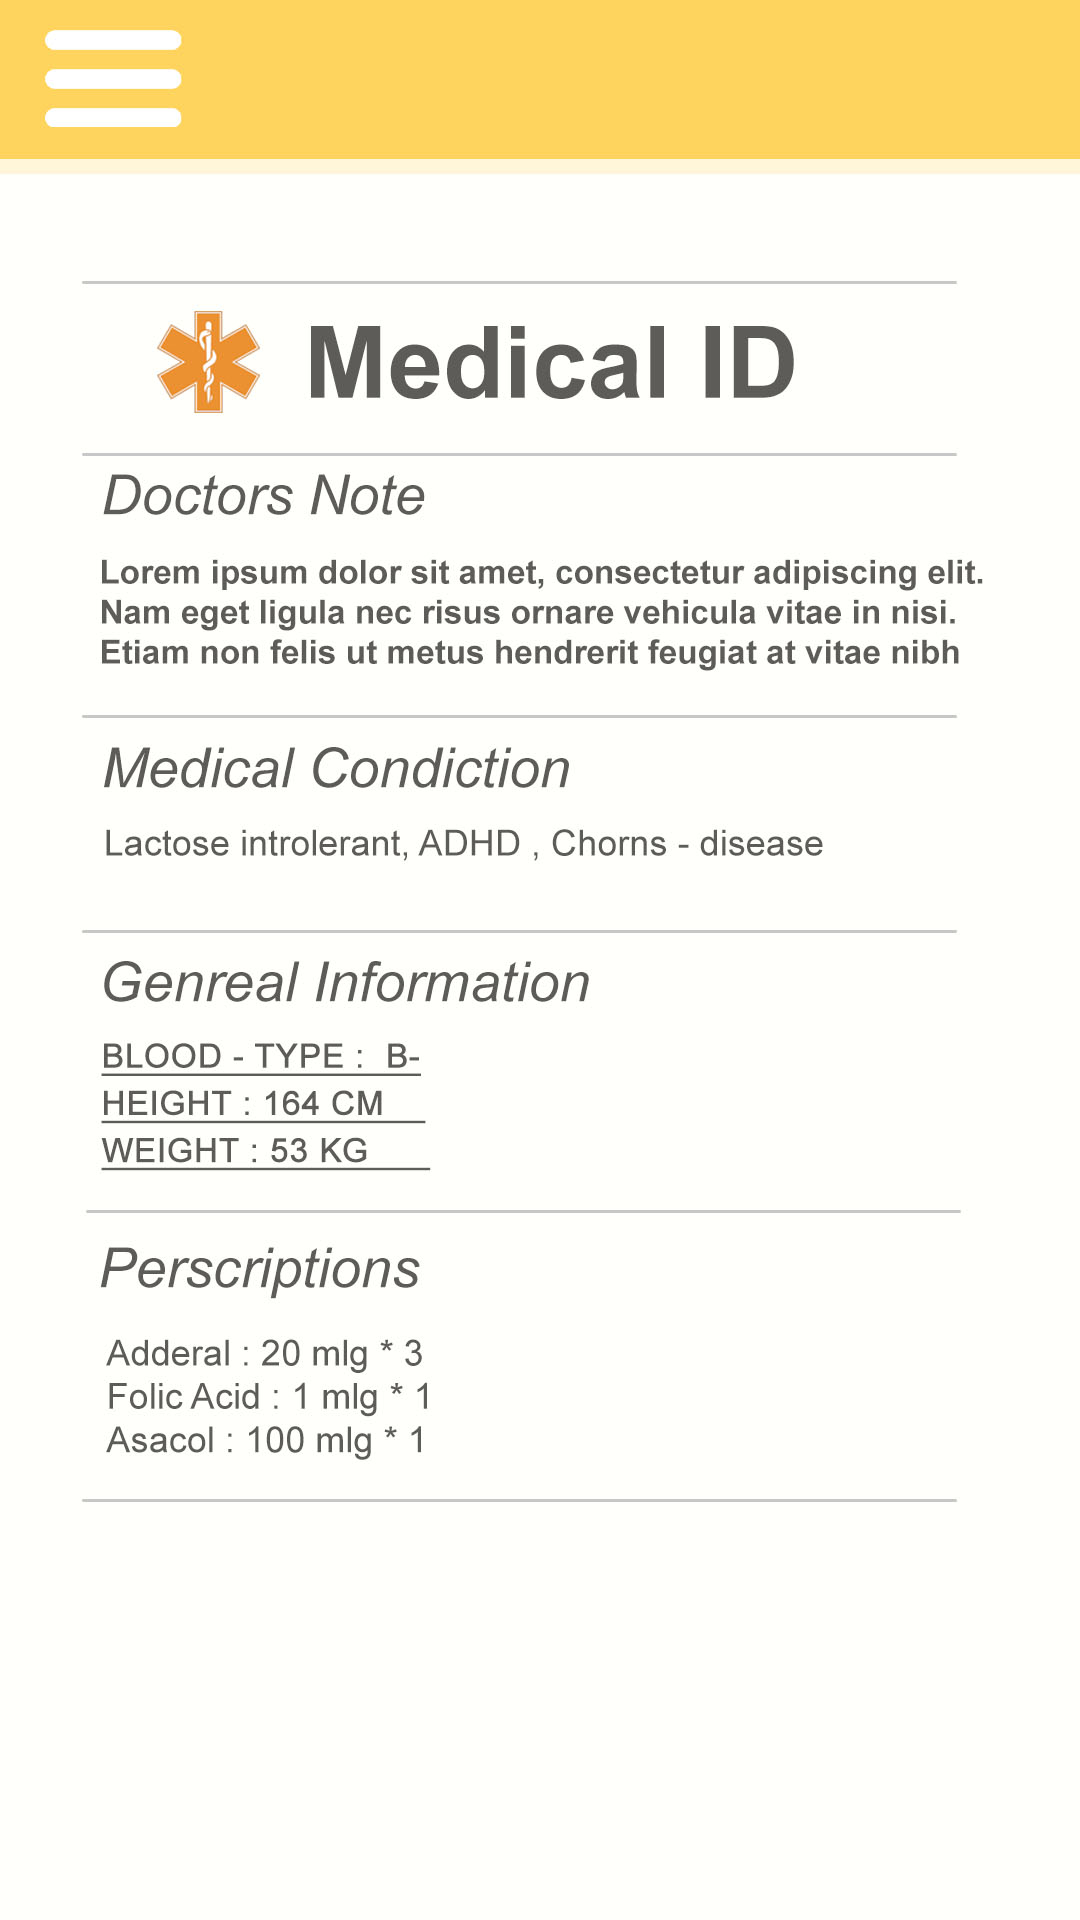 Medical ID
Doctors Note
Lorem ipsum dolor sit amet, consectetur adipiscing elit.
Nam eget ligula nec risus ornare vehicula vitae in nisi.
Etiam non felis ut metus hendrerit feugiat at vitae nibh
Medical Condiction
Lactose introlerant, ADHD , Chorns - disease
Genreal Information
BLOOD - TYPE :  B-
HEIGHT : 164 CM
WEIGHT : 53 KG
Perscriptions
Adderal : 20 mlg * 3
Folic Acid : 1 mlg * 1
Asacol : 100 mlg * 1